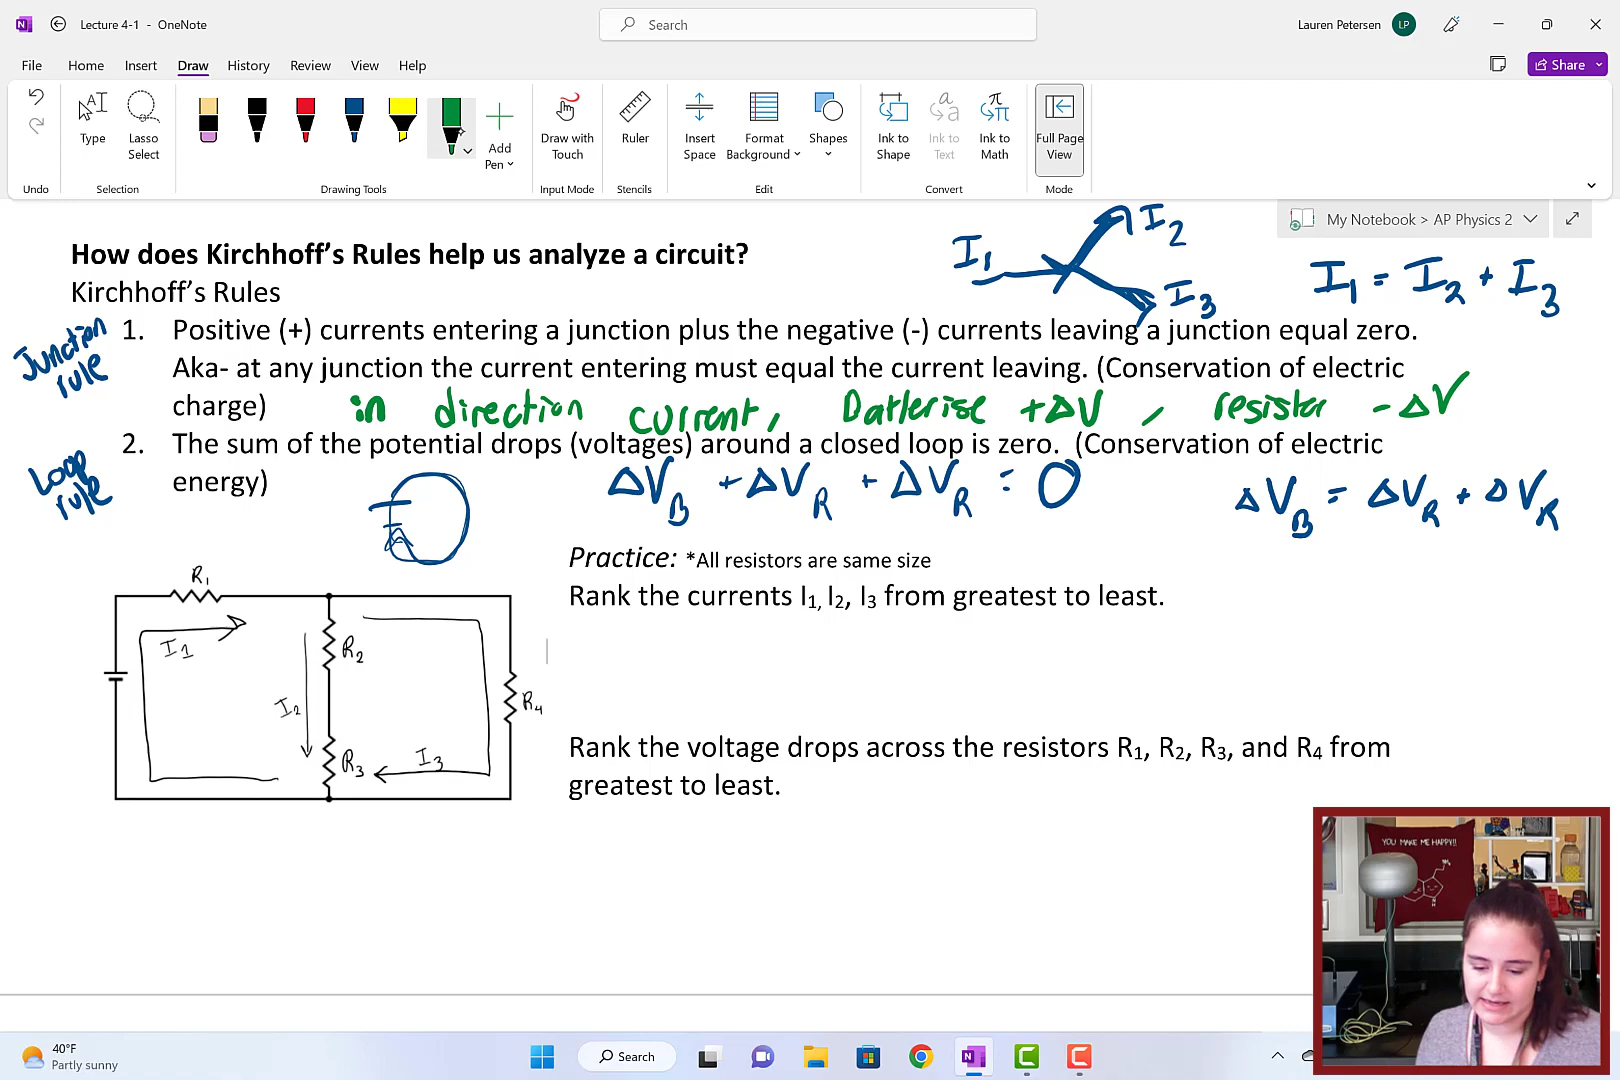 Lecture 4-1 - OneNote
Search
Lauren Petersen
LP
File Home Insert Draw History Review View Help
Share
Undo
Type
Lasso Select
Selection
Drawing Tools
Add Pen
Draw with Touch
Input Mode
Ruler
Stencils
Insert Space
Format Background
Shapes
Edit
Ink to Shape
Ink to Text
Ink to Math
Convert
Full Page View
Mode
My Notebook > AP Physics 2
How does Kirchhoff's Rules help us analyze a circuit?
Kirchhoff's Rules
I1 I2 I3
I1 = I2 + I3
Junction rule
1. Positive (+) currents entering a junction plus the negative (-) currents leaving a junction equal zero.
Aka- at any junction the current entering must equal the current leaving. (Conservation of electric
charge)
in direction current, Batterise +ΔV, resister -ΔV
Loop rule
2. The sum of the potential drops (voltages) around a closed loop is zero. (Conservation of electric
energy)
ΔVB + ΔVR + ΔVR = 0
ΔVB = ΔVR + ΔVR
Practice: *All resistors are same size
Rank the currents I1, I2, I3 from greatest to least.
R1
I1
R2
I2
R4
R3
I3
Rank the voltage drops across the resistors R1, R2, R3, and R4 from
greatest to least.
YOU MAKE ME HAPPY!!
40°F
Partly sunny
Search